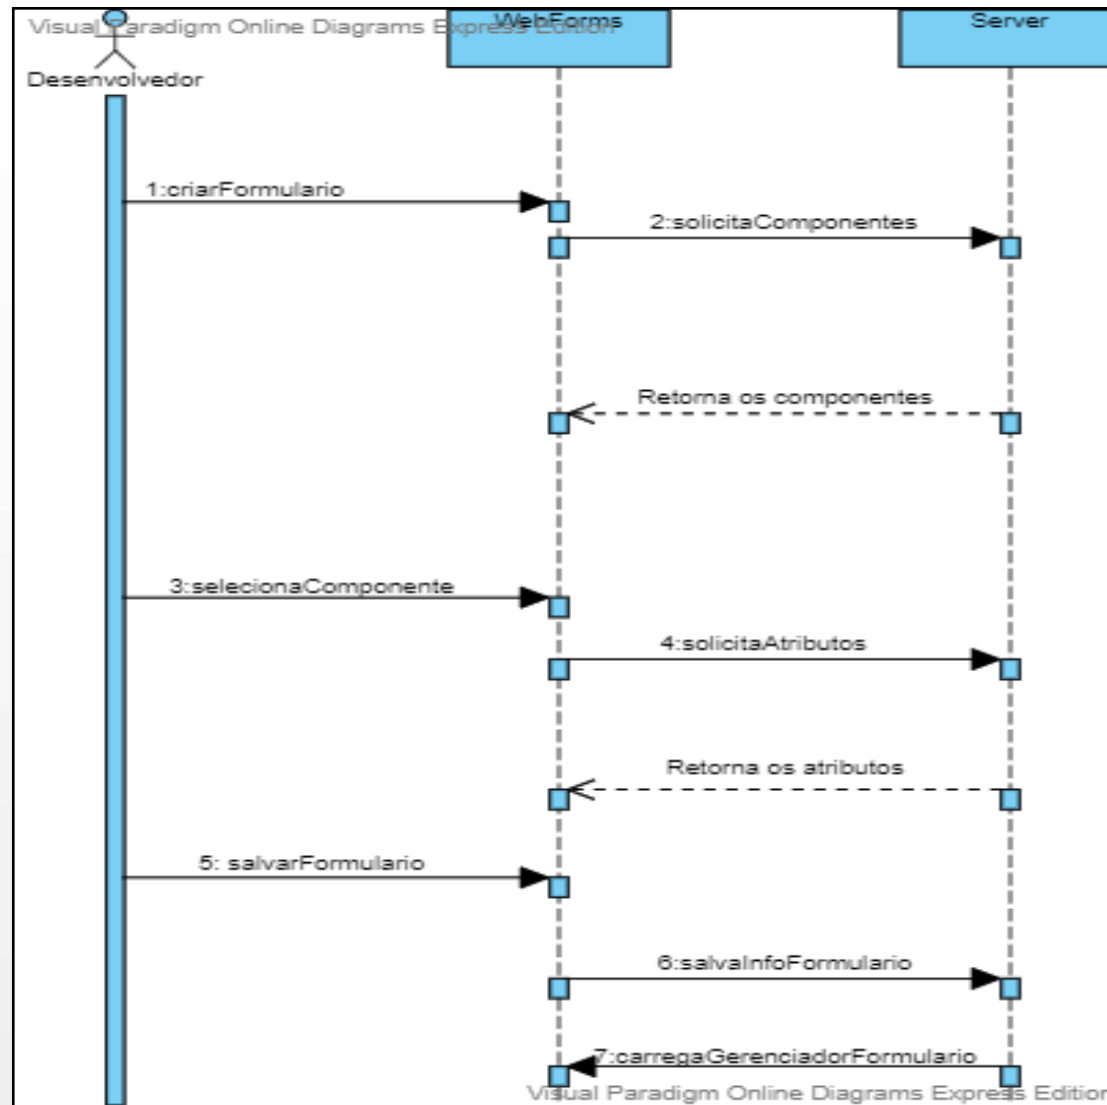 Visual Paradigm Online Diagrams Express Edition
WebForms
Server
Desenvolvedor
1:criarFormulario
2:solicitaComponentes
Retorna os componentes
3:selecionaComponente
4:solicitaAtributos
Retorna os atributos
5: salvarFormulario
6:salvaInfoFormulario
7:carregaGerenciadorFormulario
Visual Paradigm Online Diagrams Express Edition